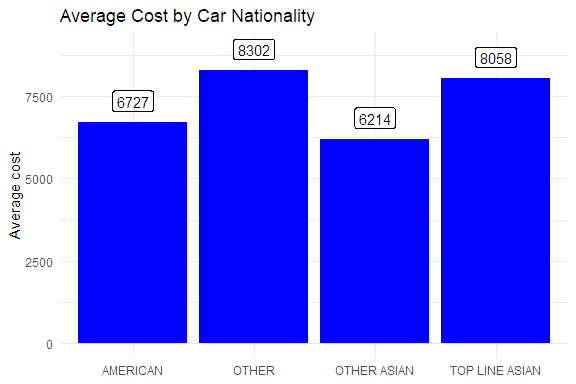 Average Cost by Car Nationality
8302
8058
6727
6214
7500
5000
2500
0
Average cost
AMERICAN
OTHER
OTHER ASIAN
TOP LINE ASIAN